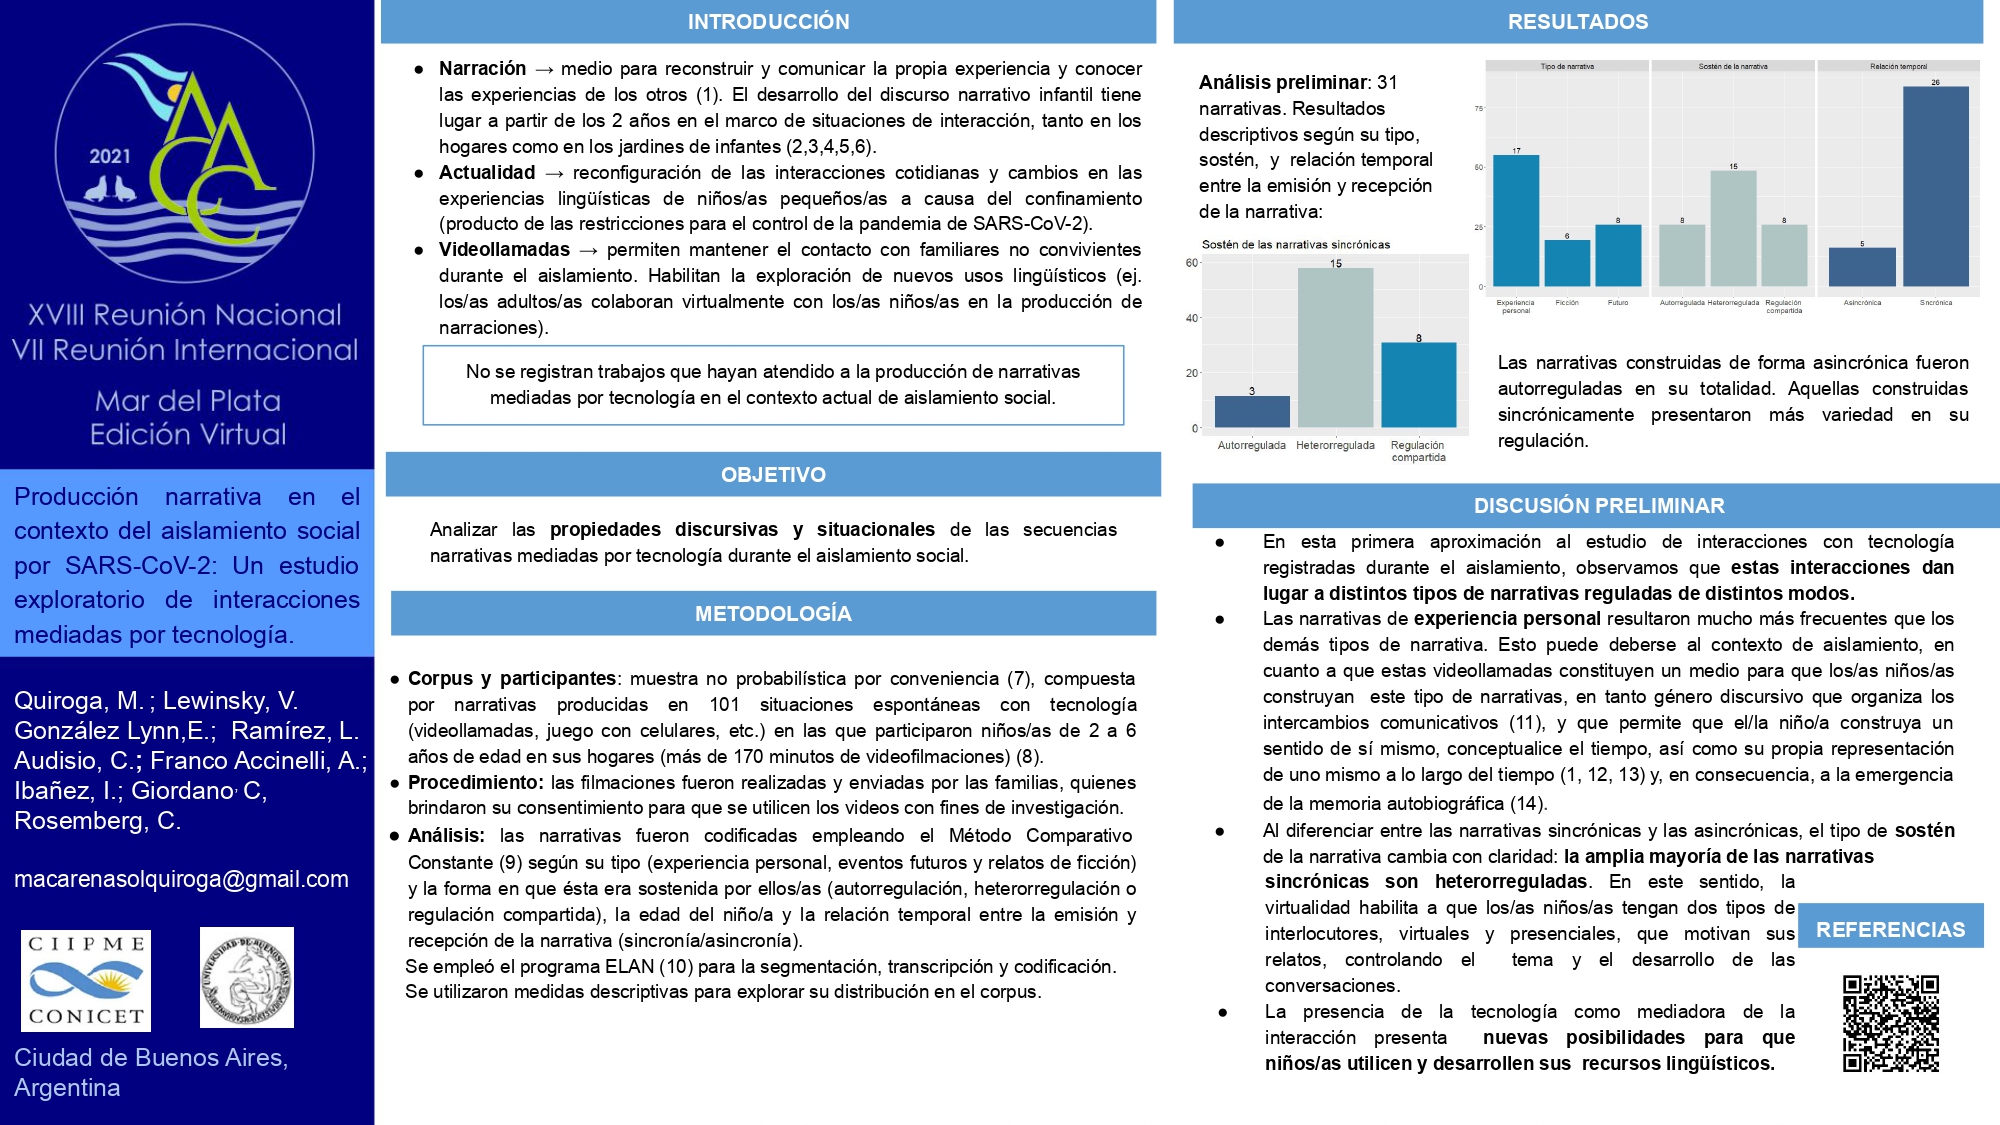 2021
AACC
XVIII Reunión Nacional
VII Reunión Internacional
Mar del Plata
Edición Virtual
Producción narrativa en el
contexto del aislamiento social
por SARS-CoV-2: Un estudio
exploratorio de interacciones
mediadas por tecnología.
Quiroga, M. ; Lewinsky, V.
González Lynn,E.; Ramírez, L.
Audisio, C.; Franco Accinelli, A.;
Ibañez, I.; Giordano, C,
Rosemberg, C.
macarenasolquiroga@gmail.com
CIIPME
CONICET
Ciudad de Buenos Aires,
Argentina
INTRODUCCIÓN
● Narración → medio para reconstruir y comunicar la propia experiencia y conocer
las experiencias de los otros (1). El desarrollo del discurso narrativo infantil tiene
lugar a partir de los 2 años en el marco de situaciones de interacción, tanto en los
hogares como en los jardines de infantes (2,3,4,5,6).
● Actualidad → reconfiguración de las interacciones cotidianas y cambios en las
experiencias lingüísticas de niños/as pequeños/as a causa del confinamiento
(producto de las restricciones para el control de la pandemia de SARS-CoV-2).
● Videollamadas → permiten mantener el contacto con familiares no convivientes
durante el aislamiento. Habilitan la exploración de nuevos usos lingüísticos (ej.
los/as adultos/as colaboran virtualmente con los/as niños/as en la producción de
narraciones).
No se registran trabajos que hayan atendido a la producción de narrativas
mediadas por tecnología en el contexto actual de aislamiento social.
OBJETIVO
Analizar las propiedades discursivas y situacionales de las secuencias
narrativas mediadas por tecnología durante el aislamiento social.
METODOLOGÍA
● Corpus y participantes: muestra no probabilística por conveniencia (7), compuesta
por narrativas producidas en 101 situaciones espontáneas con tecnología
(videollamadas, juego con celulares, etc.) en las que participaron niños/as de 2 a 6
años de edad en sus hogares (más de 170 minutos de videofilmaciones) (8).
● Procedimiento: las filmaciones fueron realizadas y enviadas por las familias, quienes
brindaron su consentimiento para que se utilicen los videos con fines de investigación.
● Análisis: las narrativas fueron codificadas empleando el Método Comparativo
Constante (9) según su tipo (experiencia personal, eventos futuros y relatos de ficción)
y la forma en que ésta era sostenida por ellos/as (autorregulación, heterorregulación o
regulación compartida), la edad del niño/a y la relación temporal entre la emisión y
recepción de la narrativa (sincronía/asincronía).
Se empleó el programa ELAN (10) para la segmentación, transcripción y codificación.
Se utilizaron medidas descriptivas para explorar su distribución en el corpus.
RESULTADOS
Análisis preliminar: 31
narrativas. Resultados
descriptivos según su tipo,
sostén, y relación temporal
entre la emisión y recepción
de la narrativa:
Tipo de narrativa Sostén de la narrativa Relación temporal
75
50
25
0
17 6 8 8 15 8 5 26
Experiencia personal Ficción Futuro Autorregulada Heterorregulada Regulación compartida Asincrónica Sncrónica
Sostén de las narrativas sincrónicas
60
40
20
0
3 15 8
Autorregulada Heterorregulada Regulación
compartida
Las narrativas construidas de forma asincrónica fueron
autorreguladas en su totalidad. Aquellas construidas
sincrónicamente presentaron más variedad en su
regulación.
DISCUSIÓN PRELIMINAR
● En esta primera aproximación al estudio de interacciones con tecnología
registradas durante el aislamiento, observamos que estas interacciones dan
lugar a distintos tipos de narrativas reguladas de distintos modos.
● Las narrativas de experiencia personal resultaron mucho más frecuentes que los
demás tipos de narrativa. Esto puede deberse al contexto de aislamiento, en
cuanto a que estas videollamadas constituyen un medio para que los/as niños/as
construyan este tipo de narrativas, en tanto género discursivo que organiza los
intercambios comunicativos (11), y que permite que el/la niño/a construya un
sentido de sí mismo, conceptualice el tiempo, así como su propia representación
de uno mismo a lo largo del tiempo (1, 12, 13) y, en consecuencia, a la emergencia
de la memoria autobiográfica (14).
● Al diferenciar entre las narrativas sincrónicas y las asincrónicas, el tipo de sostén
de la narrativa cambia con claridad: la amplia mayoría de las narrativas
sincrónicas son heterorreguladas. En este sentido, la
virtualidad habilita a que los/as niños/as tengan dos tipos de
interlocutores, virtuales y presenciales, que motivan sus
relatos, controlando el tema y el desarrollo de las
conversaciones.
● La presencia de la tecnología como mediadora de la
interacción presenta nuevas posibilidades para que
niños/as utilicen y desarrollen sus recursos lingüísticos.
REFERENCIAS